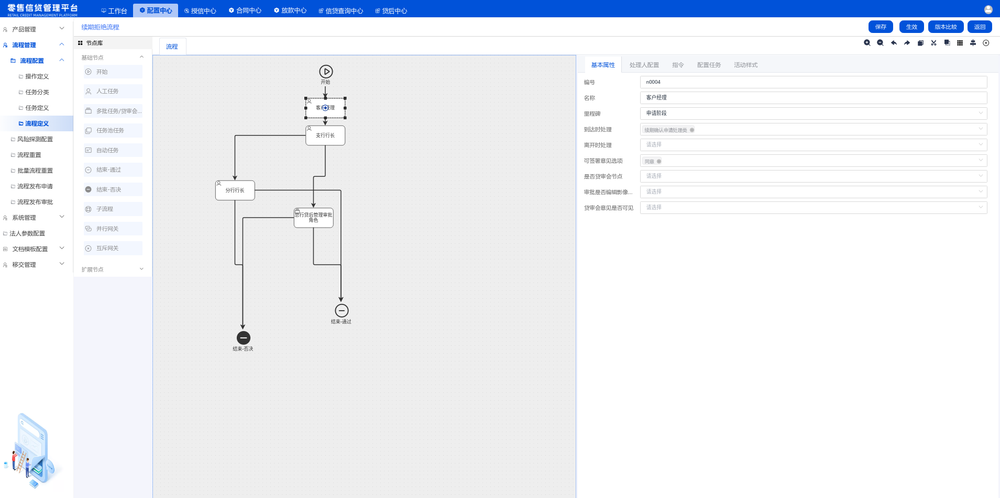 零售信贷管理平台
RETAIL CREDIT MANAGEMENT PLATFORM
工作台
配置中心
授信中心
合同中心
放款中心
信贷查询中心
贷后中心
产品管理
流程管理
流程配置
操作定义
任务分类
任务定义
流程定义
风险探测配置
流程重置
批量流程重置
流程发布申请
流程发布审批
系统管理
法人参数配置
文档模板配置
移交管理
续期拒绝流程
保存
生效
版本比较
返回
节点库
基础节点
开始
人工任务
多批任务/贷审会...
任务池任务
自动任务
结束-通过
结束-否决
子流程
并行网关
互斥网关
扩展节点
流程
开始
客户经理
支行行长
分行行长
总行贷后管理审批
角色
结束-通过
结束-否决
基本属性
处理人配置
指令
配置任务
活动样式
编号
n0004
名称
客户经理
里程碑
申请阶段
到达时处理
续期确认申请处理类
离开时处理
请选择
可签署意见选项
同意
是否贷审会节点
请选择
审批是否编辑影像...
请选择
贷审会意见是否可见
请选择